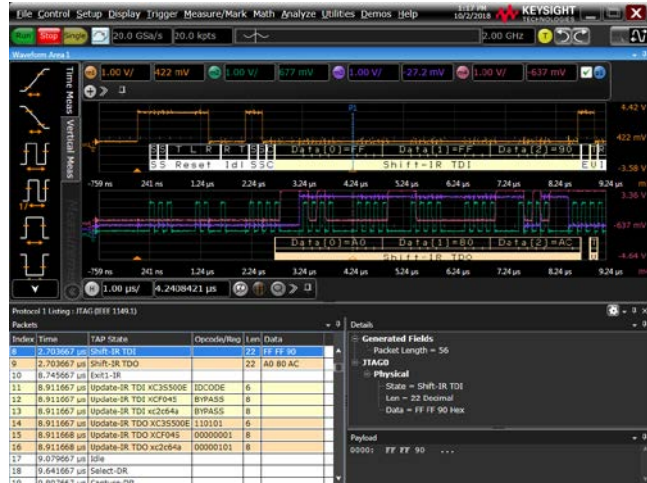 File Control Setup Display Trigger Measure/Mark Math Analyze Utilities Demos Help
1:17 PM
10/2/2018
KEYSIGHT
TECHNOLOGIES
Run Stop Single 20.0 GSa/s 20.0 kpts 2.00 GHz T
Waveform Area 1
Time Meas
Vertical Meas
1.00 V/ 422 mV 1.00 V/ 677 mV 1.00 V/ -27.2 mV 1.00 V/ -637 mV
4.42 V
422 mV
-3.58 V
P1
S S T L R R T S S C Data[0]=FF Data[1]=FF Data[2]=90
SS Reset Idl SSC Shift-IR TDI EUI
-759 ns 241 ns 1.24 µs 2.24 µs 3.24 µs 4.24 µs 5.24 µs 6.24 µs 7.24 µs 8.24 µs 9.24 µs
1.36 V
-637 mV
-4.64 V
Data[0]=A0 Data[1]=80 Data[2]=AC
Shift-IR TDO
-759 ns 241 ns 1.24 µs 2.24 µs 3.24 µs 4.24 µs 5.24 µs 6.24 µs 7.24 µs 8.24 µs 9.24 µs
H 1.00 µs/ 4.2408421 µs
Protocol 1 Listing : JTAG (IEEE 1149.1)
Packets
Index Time TAP State Opcode/Reg Len Data
8 2.703667 µs Shift-IR TDI 22 FF FF 90
9 2.703667 µs Shift-IR TDO 22 A0 80 AC
10 8.745667 µs Exit1-IR
11 8.911667 µs Update-IR TDI XC3S500E IDCODE 6
12 8.911667 µs Update-IR TDI XCF04S BYPASS 8
13 8.911667 µs Update-IR TDI xc2c64a BYPASS 8
14 8.911667 µs Update-IR TDO XC3S500E 110101 6
15 8.911668 µs Update-IR TDO XCF04S 00000001 8
16 8.911668 µs Update-IR TDO xc2c64a 00000101 8
17 9.079667 µs Idle
18 9.641667 µs Select-DR
19 9.807667 µs Capture-DR
Details
Generated Fields
Packet Length = 56
JTAG0
Physical
State = Shift-IR TDI
Len = 22 Decimal
Data = FF FF 90 Hex
Payload
0000: FF FF 90 ...